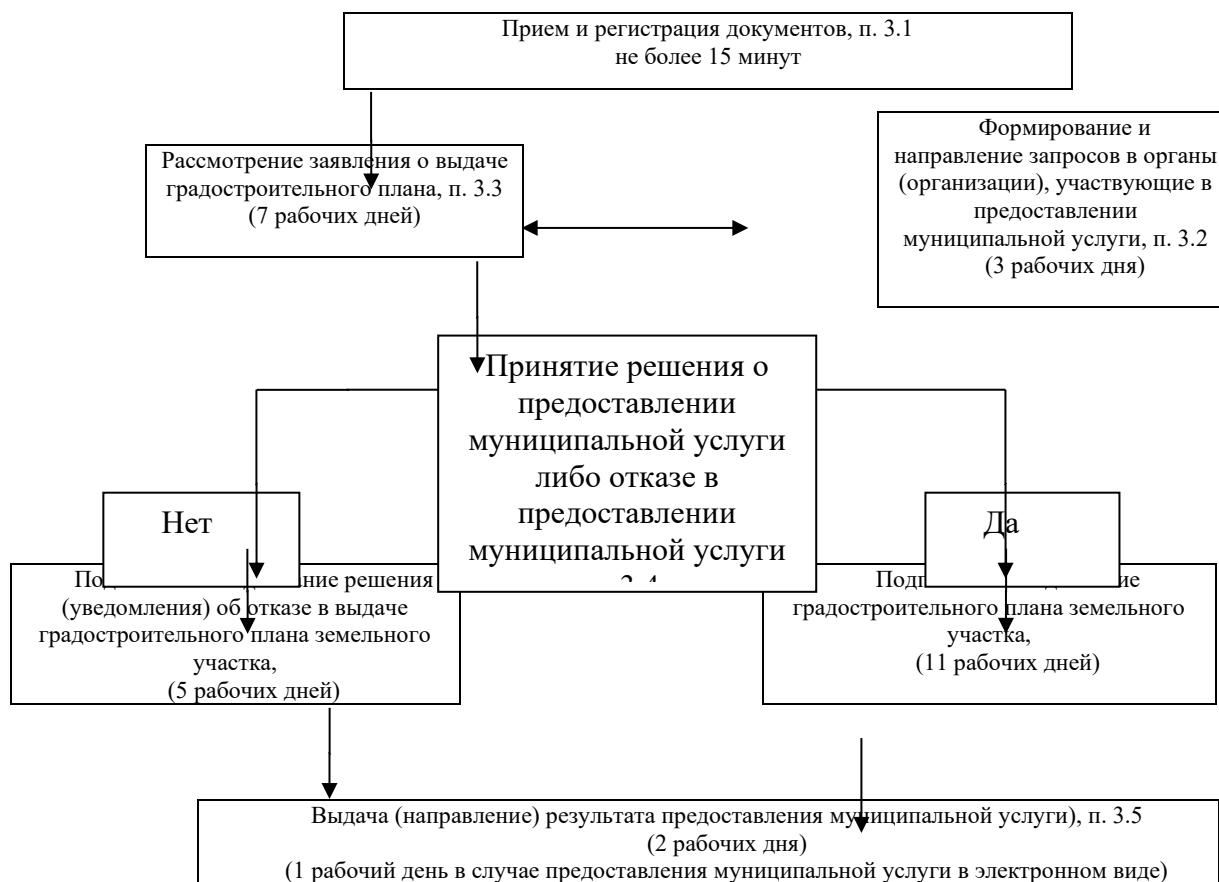 Прием и регистрация документов, п. 3.1
не более 15 минут
Рассмотрение заявления о выдаче
градостроительного плана, п. 3.3
(7 рабочих дней)
Формирование и
направление запросов в органы
(организации), участвующие в
предоставлении
муниципальной услуги, п. 3.2
(3 рабочих дня)
Принятие решения о
предоставлении
муниципальной услуги
либо отказе в
предоставлении
муниципальной услуги
Нет
Да
решения
(уведомления) об отказе в выдаче
градостроительного плана земельного
участка,
(5 рабочих дней)
градостроительного плана земельного
участка,
(11 рабочих дней)
Выдача (направление) результата предоставления муниципальной услуги), п. 3.5
(2 рабочих дня)
(1 рабочий день в случае предоставления муниципальной услуги в электронном виде)